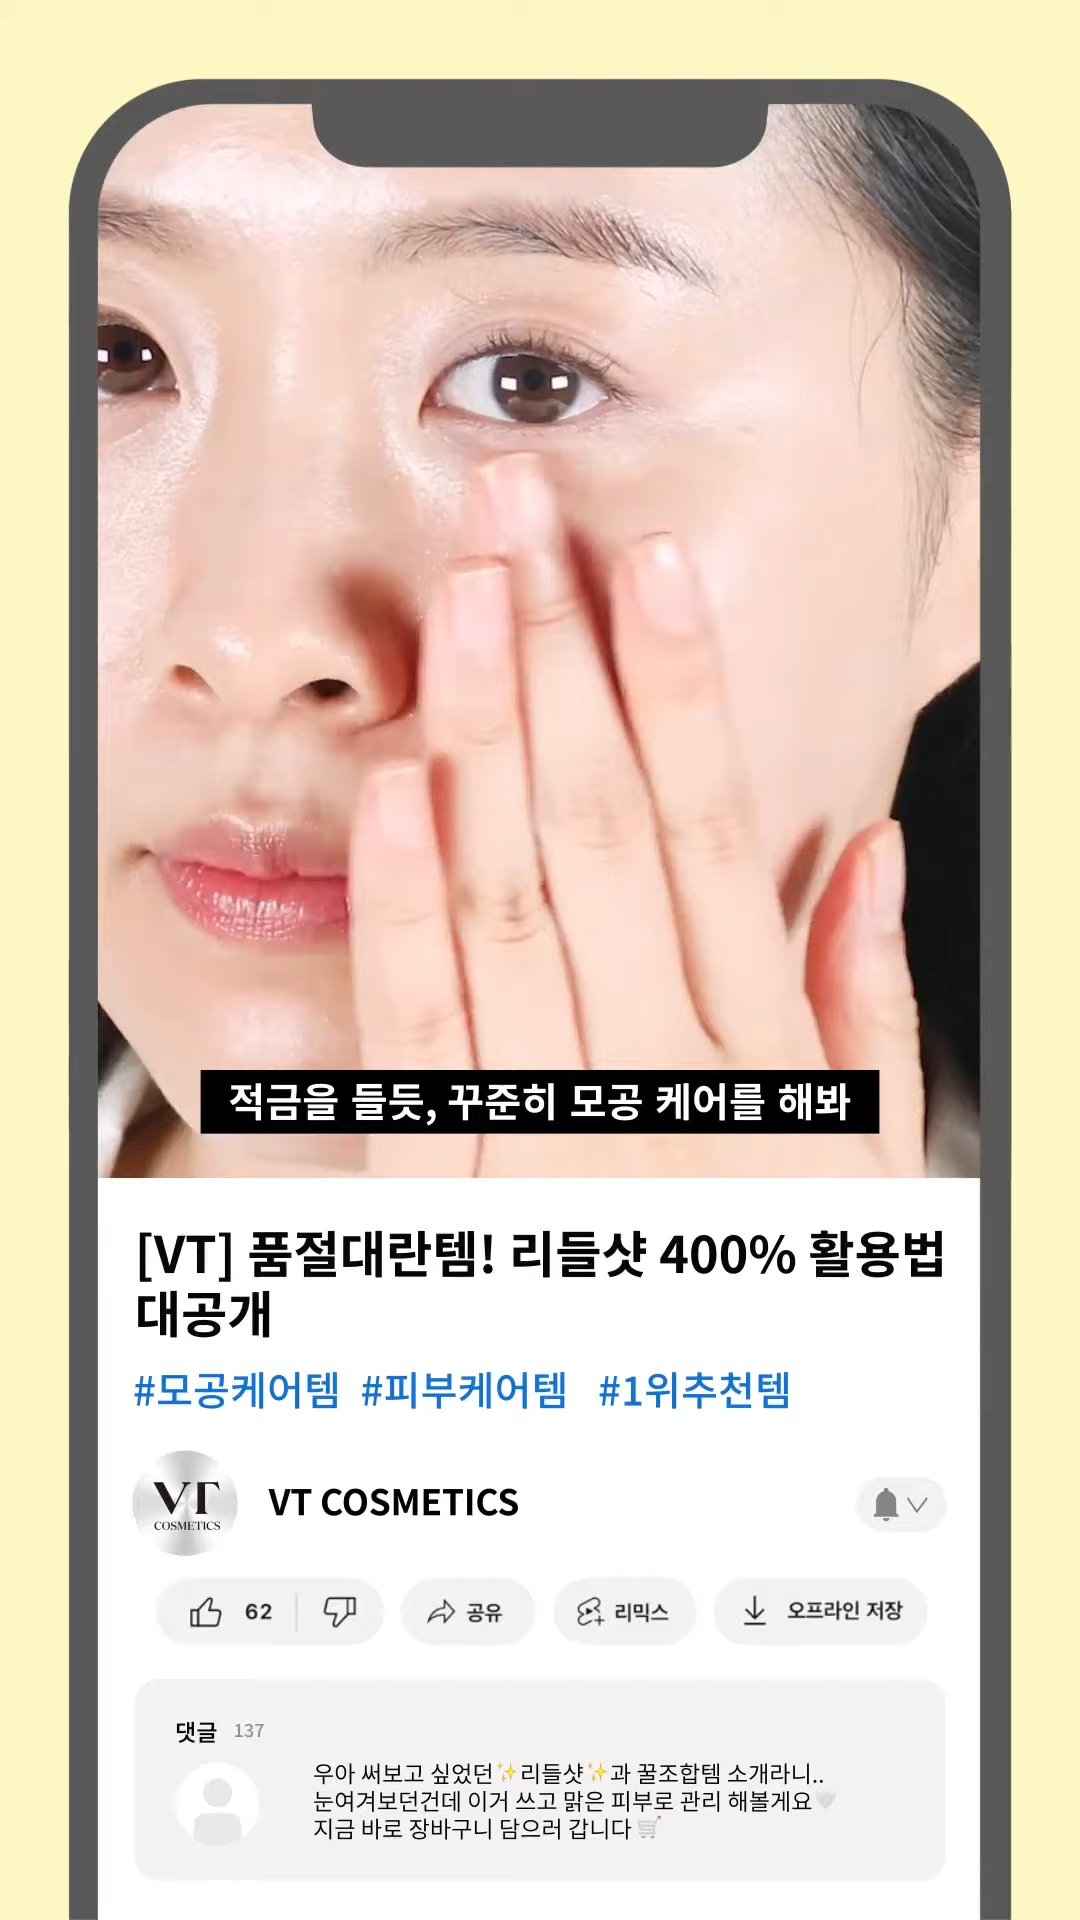 적금을 들듯, 꾸준히 모공 케어를 해봐
[VT] 품절대란템! 리들샷 400% 활용법
대공개
#모공케어템 #피부케어템 #1위추천템
VT
COSMETICS
VT COSMETICS
62
공유
리믹스
오프라인 저장
댓글 137
우아 써보고 싶었던✨리들샷✨과 꿀조합템 소개라니..
눈여겨보던건데 이거 쓰고 맑은 피부로 관리 해볼게요🤍
지금 바로 장바구니 담으러 갑니다🛒